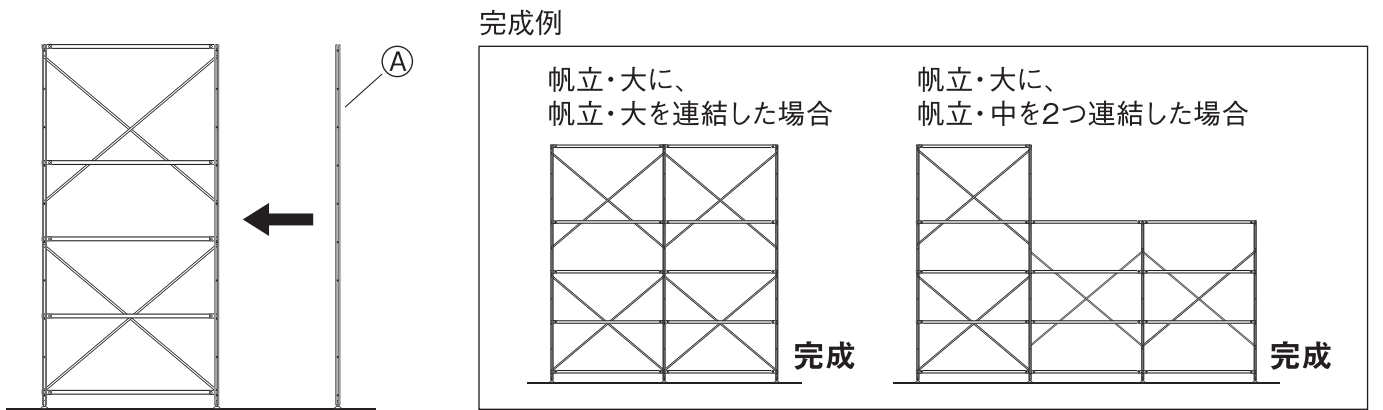 Ⓐ
完成例
帆立・大に、
帆立・大を連結した場合
完成
帆立・大に、
帆立・中を2つ連結した場合
完成